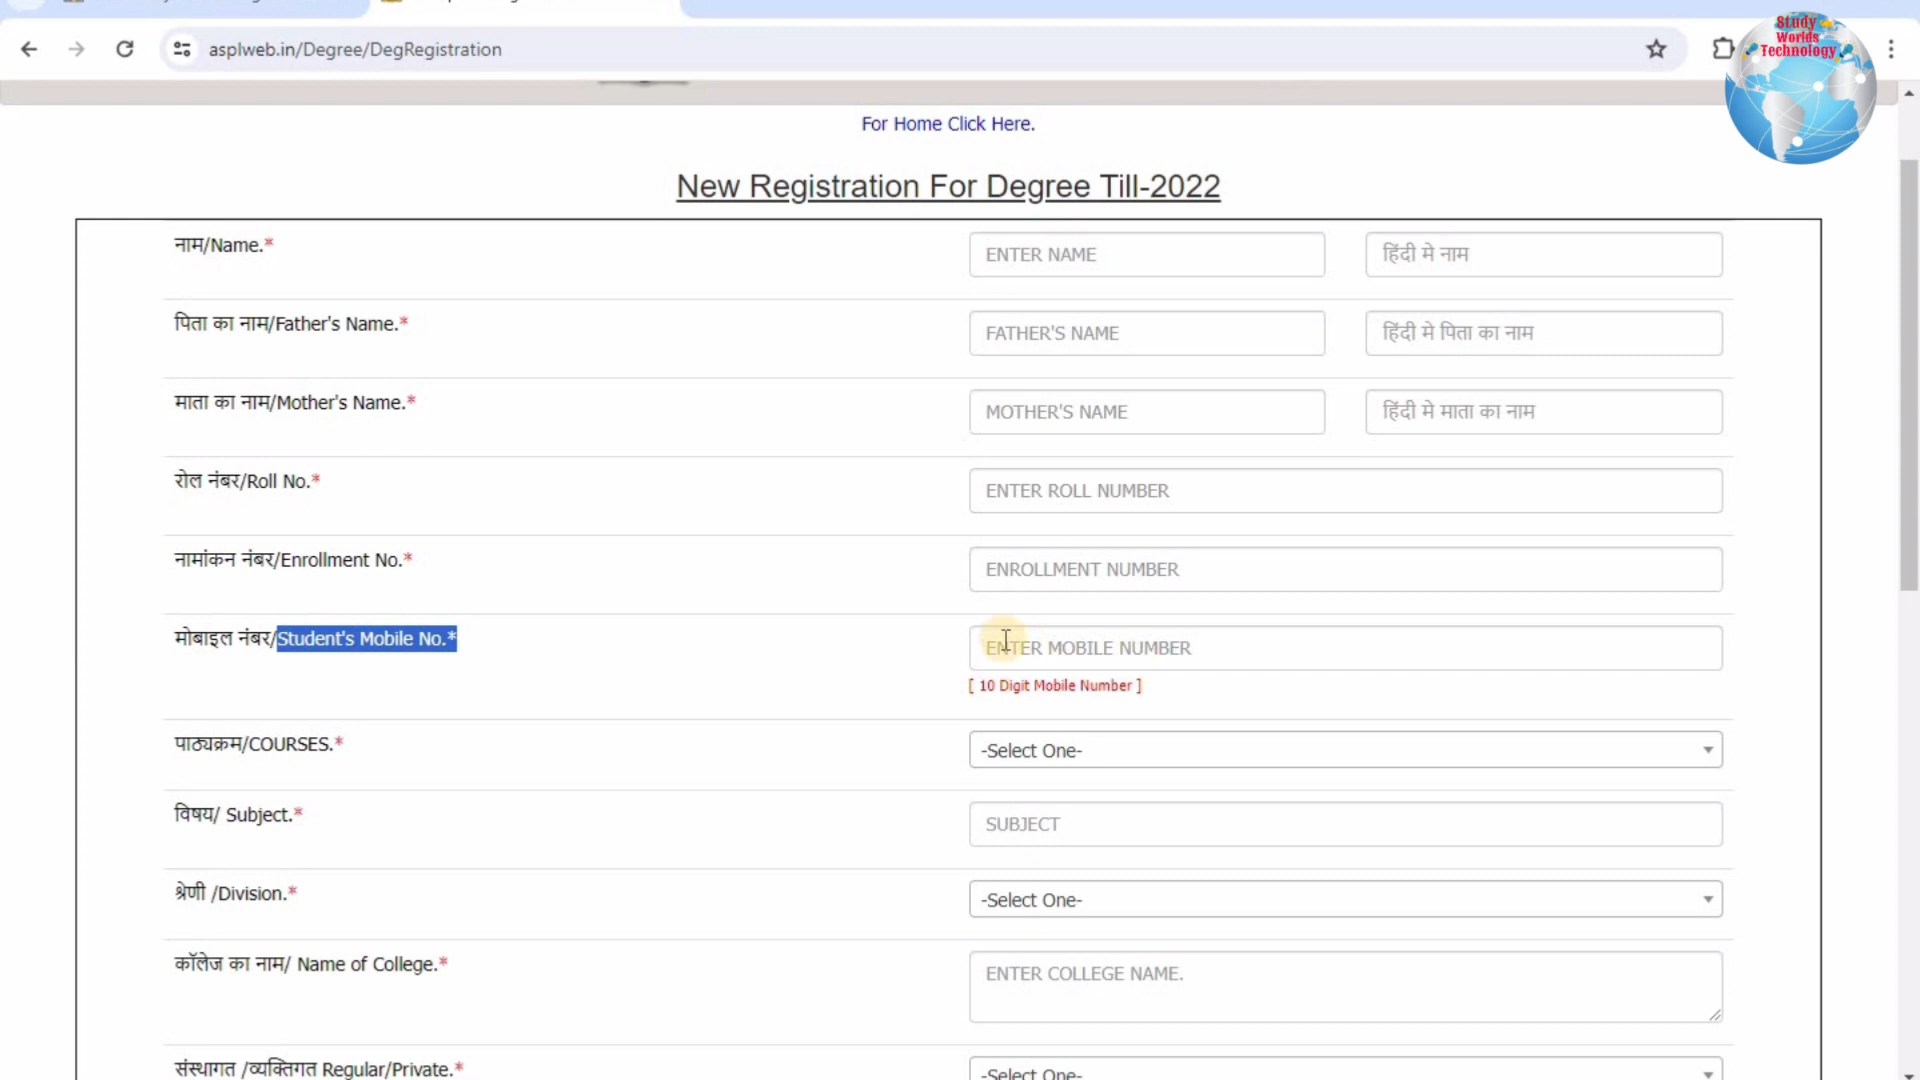 asplweb.in/Degree/DegRegistration
Study
Worlds
Technology
For Home Click Here.
New Registration For Degree Till-2022
नाम/Name.*
ENTER NAME
हिंदी मे नाम
पिता का नाम/Father's Name.*
FATHER'S NAME
हिंदी मे पिता का नाम
माता का नाम/Mother's Name.*
MOTHER'S NAME
हिंदी मे माता का नाम
रोल नंबर/Roll No.*
ENTER ROLL NUMBER
नामांकन नंबर/Enrollment No.*
ENROLLMENT NUMBER
मोबाइल नंबर/Student's Mobile No.*
ENTER MOBILE NUMBER
[ 10 Digit Mobile Number ]
पाठ्यक्रम/COURSES.*
-Select One-
विषय/ Subject.*
SUBJECT
श्रेणी /Division.*
-Select One-
कॉलेज का नाम/ Name of College.*
ENTER COLLEGE NAME.
संस्थागत /व्यक्तिगत Regular/Private.*
-Select One-